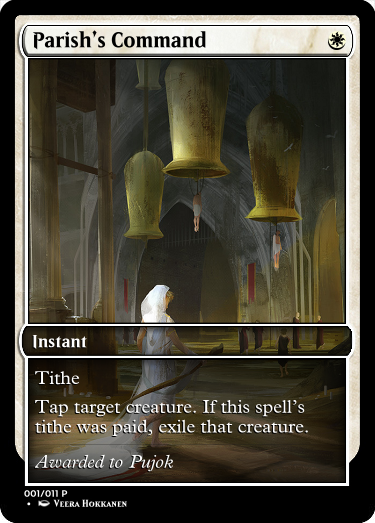 Parish's Command
Instant
Tithe
Tap target creature. If this spell's
tithe was paid, exile that creature.
Awarded to Pujok
001/011 P
• Veera Hokkanen